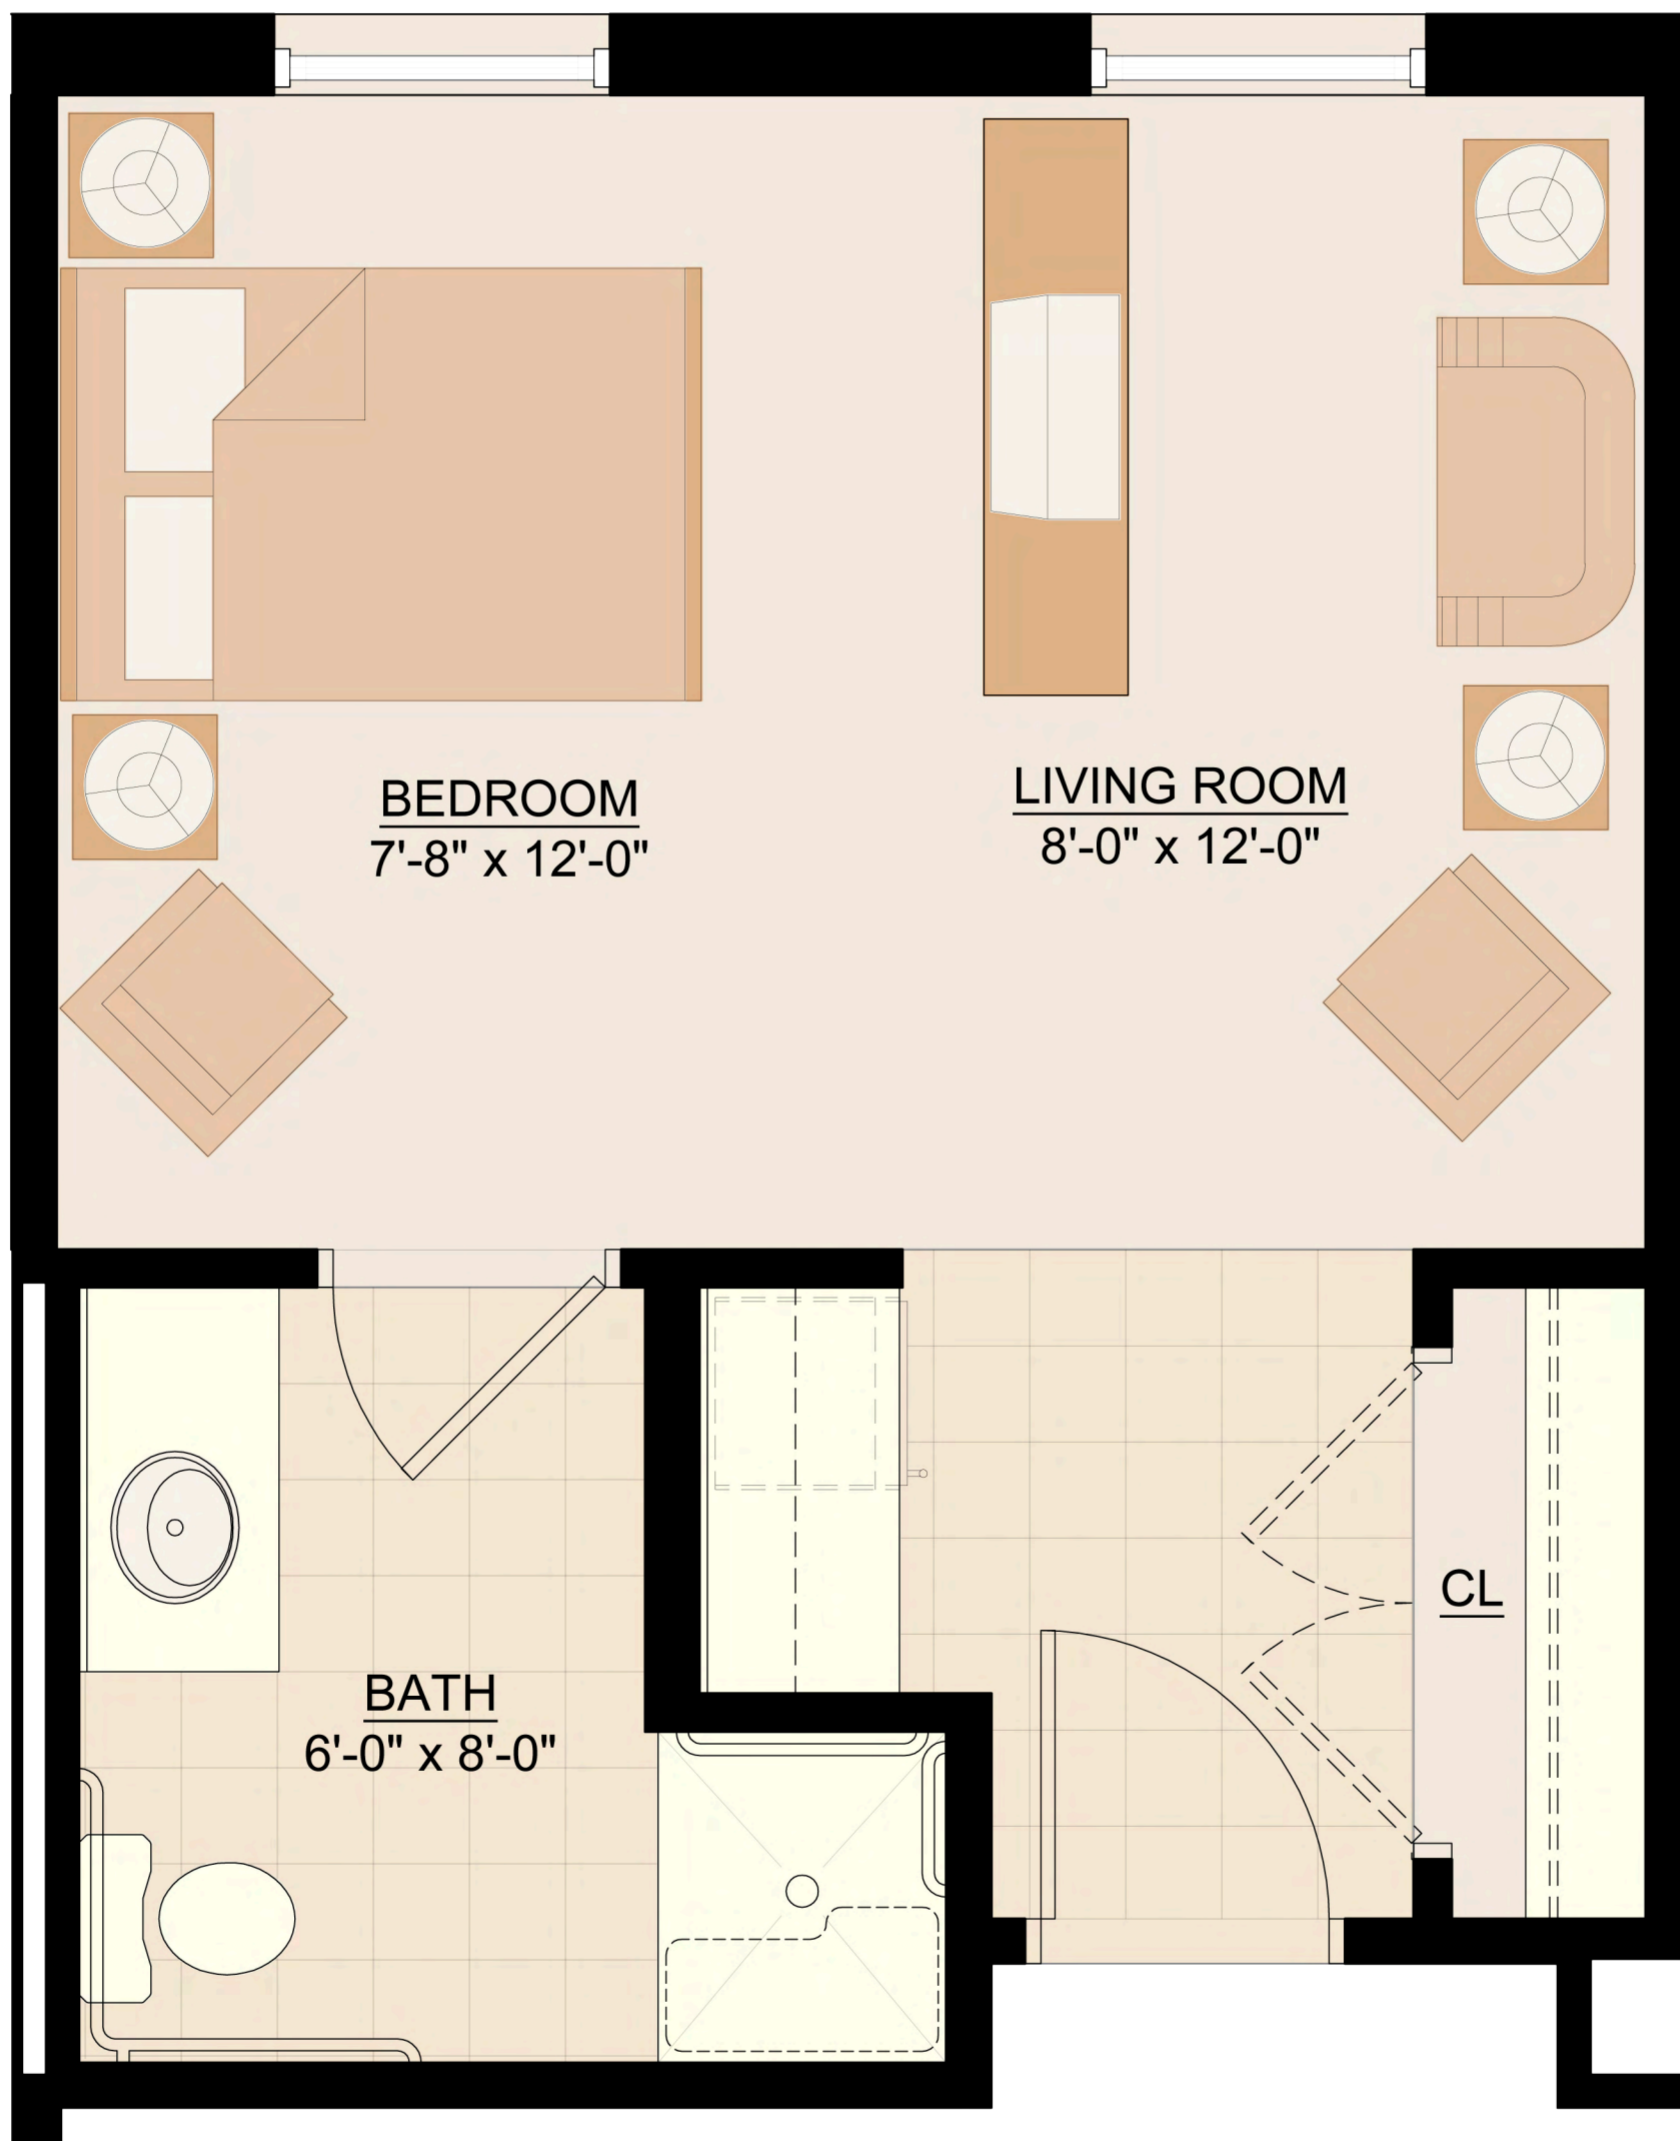 BEDROOM
7'-8" x 12'-0"
LIVING ROOM
8'-0" x 12'-0"
CL
BATH
6'-0" x 8'-0"